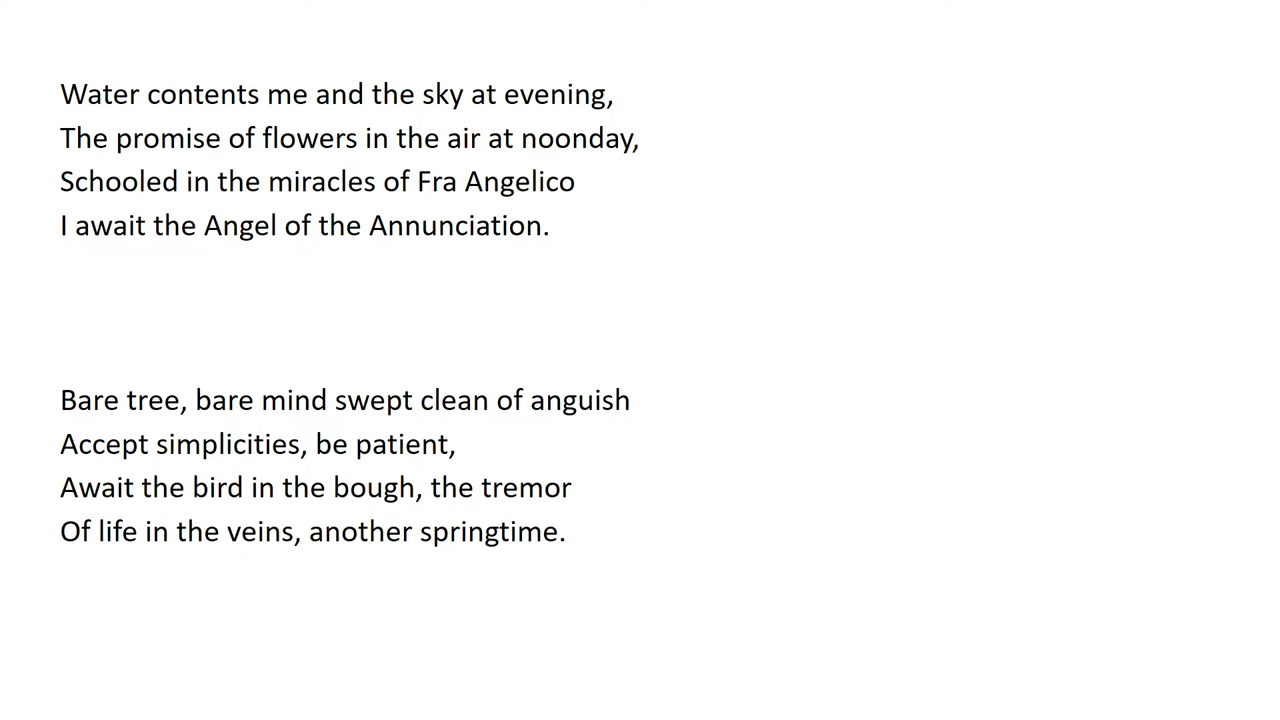 Water contents me and the sky at evening,
The promise of flowers in the air at noonday,
Schooled in the miracles of Fra Angelico
I await the Angel of the Annunciation.
Bare tree, bare mind swept clean of anguish
Accept simplicities, be patient,
Await the bird in the bough, the tremor
Of life in the veins, another springtime.